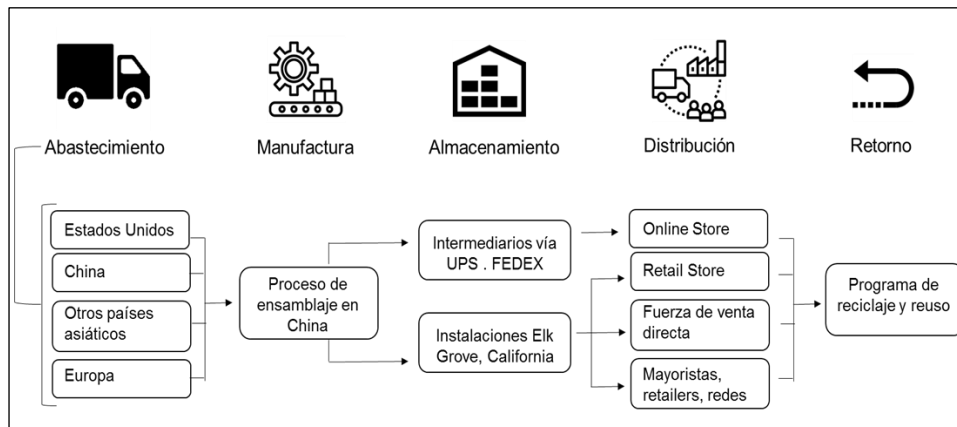 Abastecimiento
Manufactura
Almacenamiento
Distribución
Retorno
Estados Unidos
China
Otros países
asiáticos
Europa
Proceso de
ensamblaje en
China
Intermediarios vía
UPS . FEDEX
Instalaciones Elk
Grove, California
Online Store
Retail Store
Fuerza de venta
directa
Mayoristas,
retailers, redes
Programa de
reciclaje y reuso